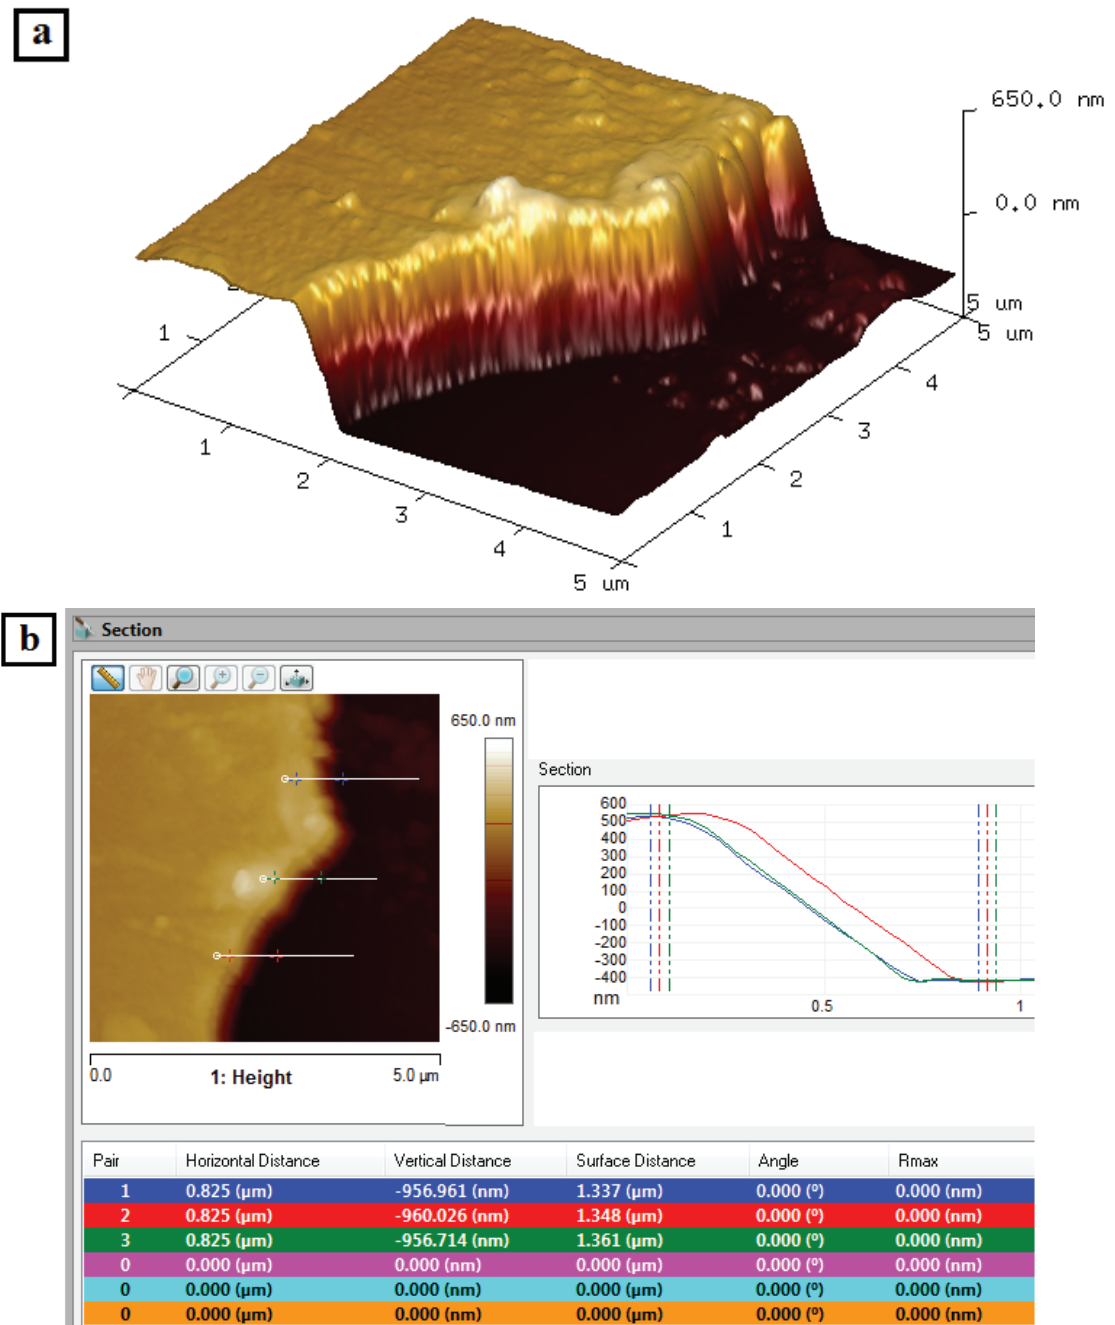 a
650.0 nm
0.0 nm
5 um
5 um
1
4
3
2
1
1
2
3
4
5 um
b
Section
650.0 nm
-650.0 nm
0.0 1: Height 5.0 µm
Section
600
500
400
300
200
100
0
-100
-200
-300
-400
nm
0.5 1
Pair Horizontal Distance Vertical Distance Surface Distance Angle Rmax
1 0.825 (µm) -956.961 (nm) 1.337 (µm) 0.000 (º) 0.000 (nm)
2 0.825 (µm) -960.026 (nm) 1.348 (µm) 0.000 (º) 0.000 (nm)
3 0.825 (µm) -956.714 (nm) 1.361 (µm) 0.000 (º) 0.000 (nm)
0 0.000 (µm) 0.000 (nm) 0.000 (µm) 0.000 (º) 0.000 (nm)
0 0.000 (µm) 0.000 (nm) 0.000 (µm) 0.000 (º) 0.000 (nm)
0 0.000 (µm) 0.000 (nm) 0.000 (µm) 0.000 (º) 0.000 (nm)